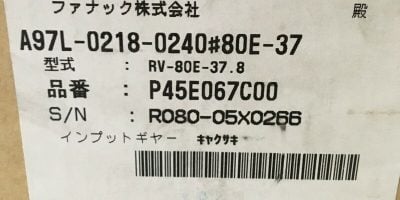 ファナック株式会社 殿
A97L-0218-0240#80E-37
型式 : RV-80E-37.8
品番 : P45E067C00
S/N : R080-05X0266
インプットギヤー ｷｬｸｻｷ